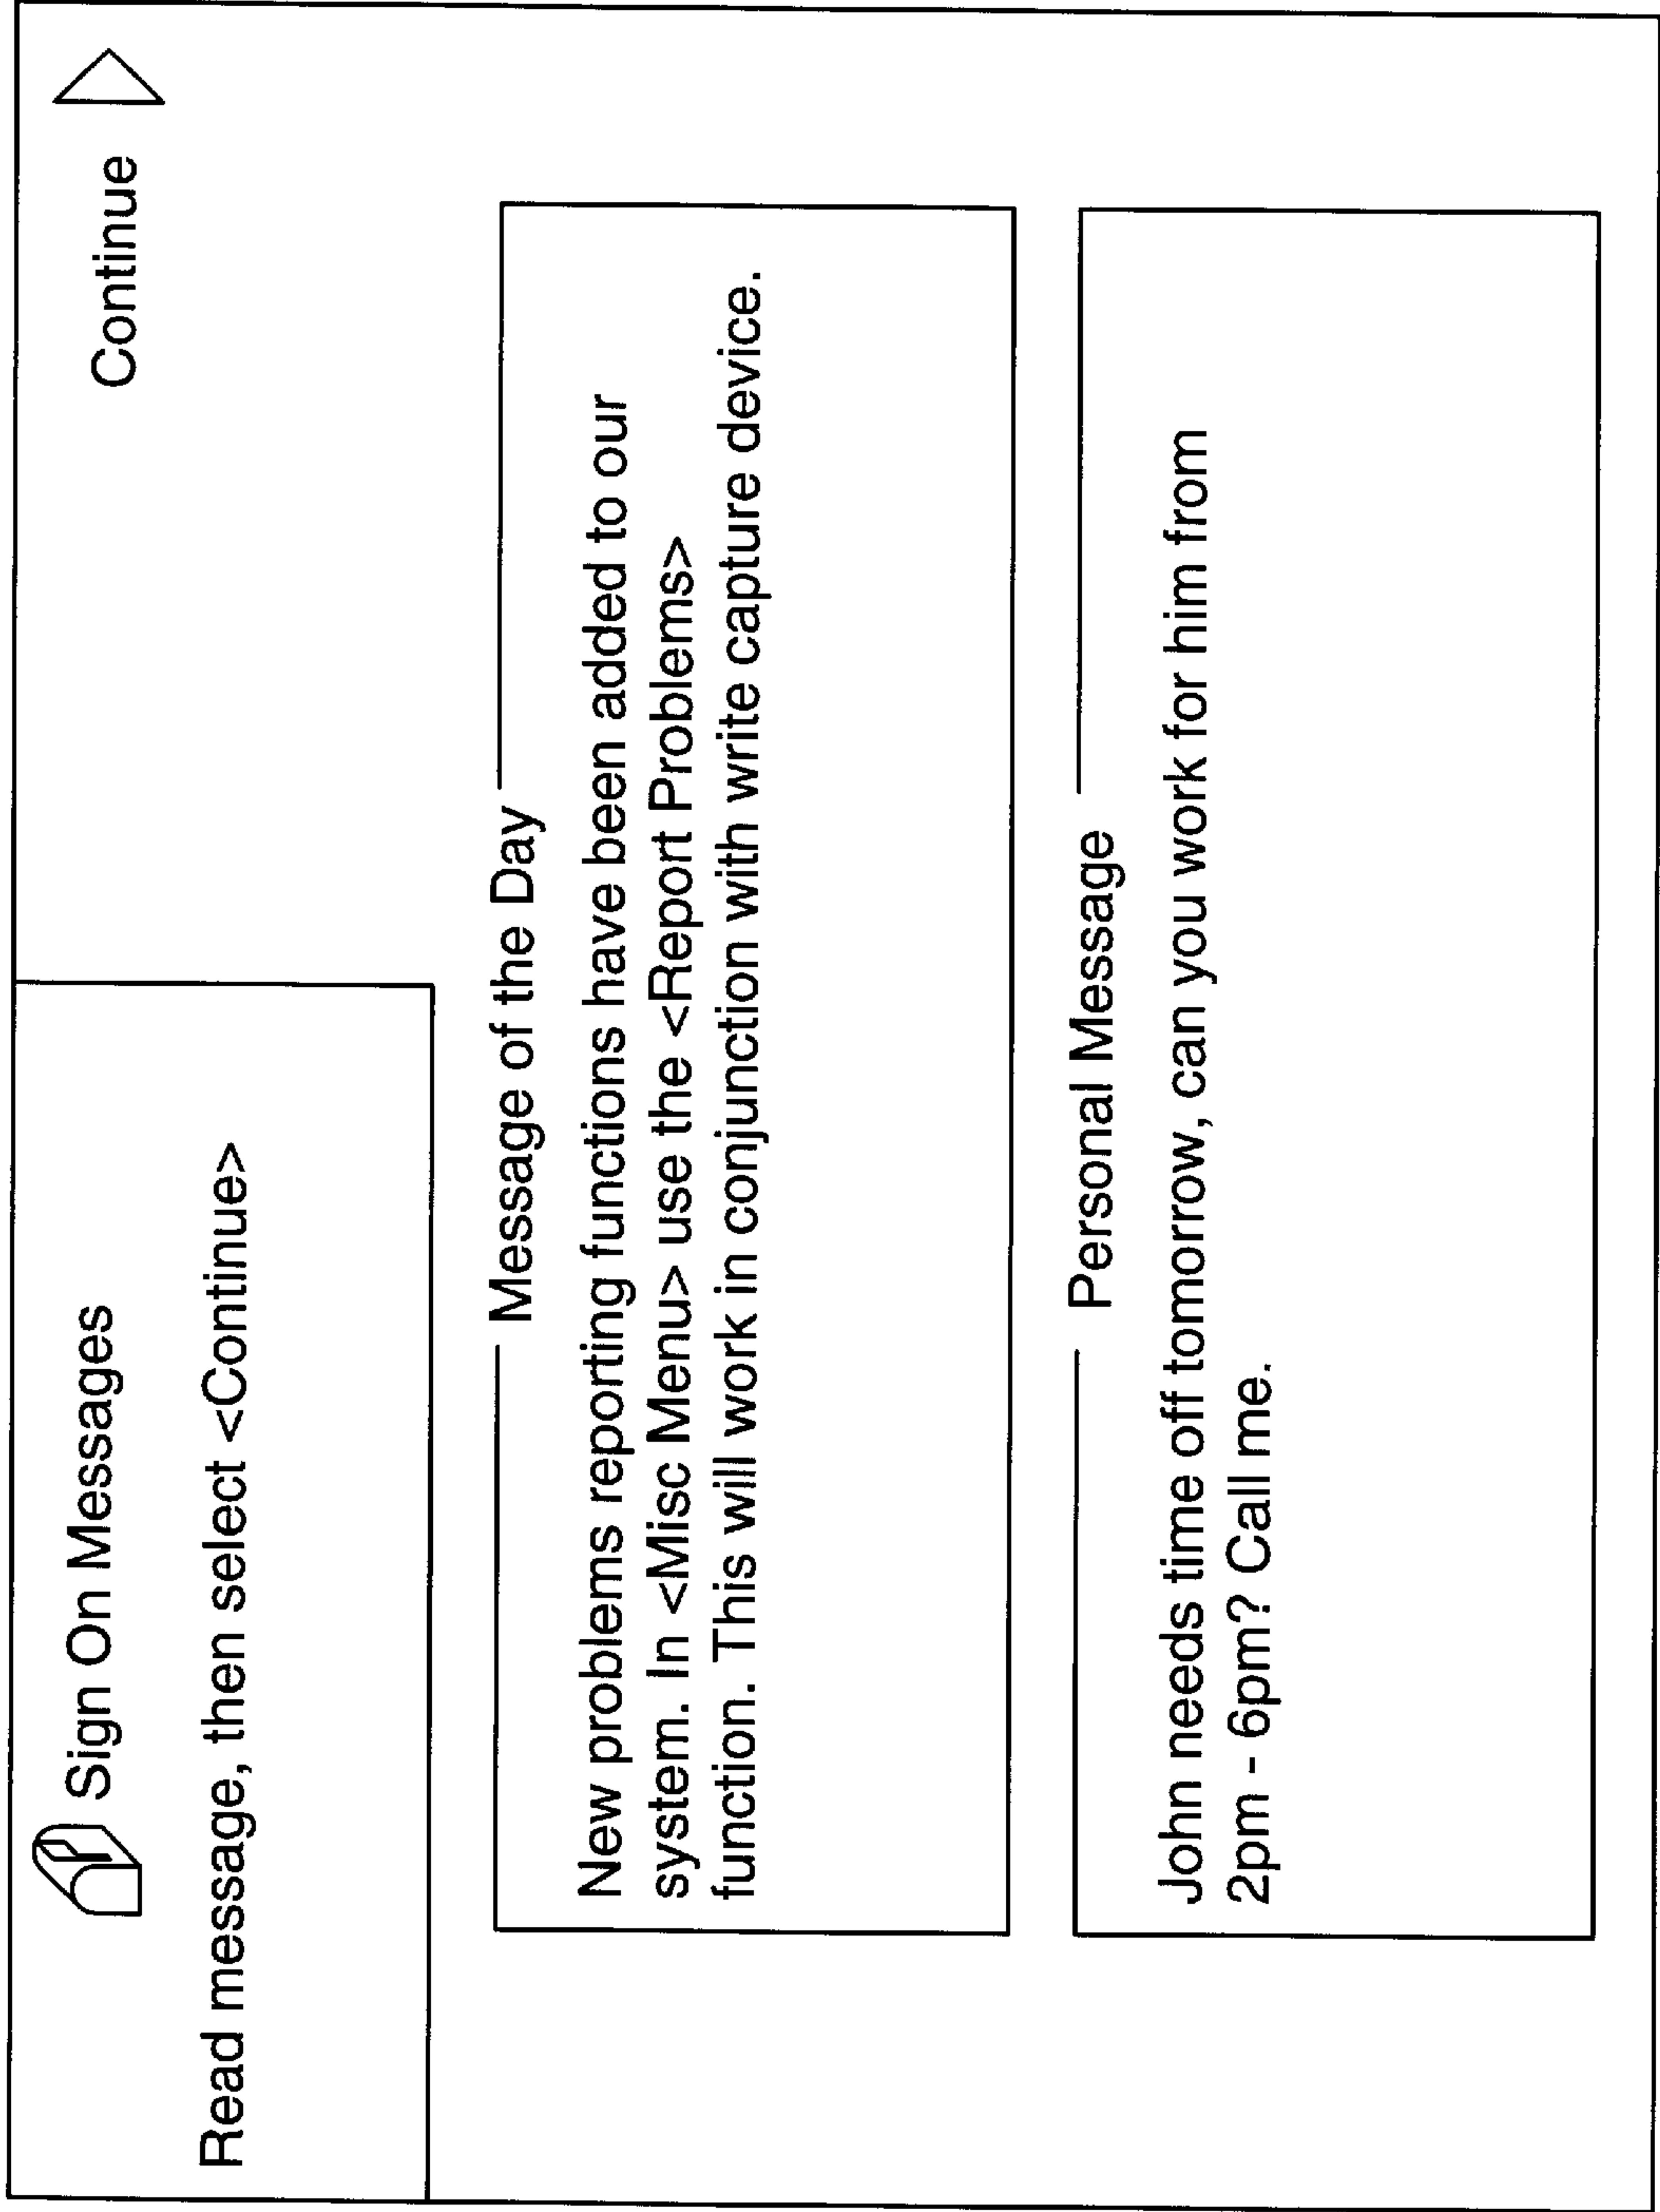 Sign On Messages
Read message, then select <Continue>
Continue
Message of the Day
New problems reporting functions have been added to our
system. In <Misc Menu> use the <Report Problems>
function. This will work in conjunction with write capture device.
Personal Message
John needs time off tomorrow, can you work for him from
2pm - 6pm? Call me.